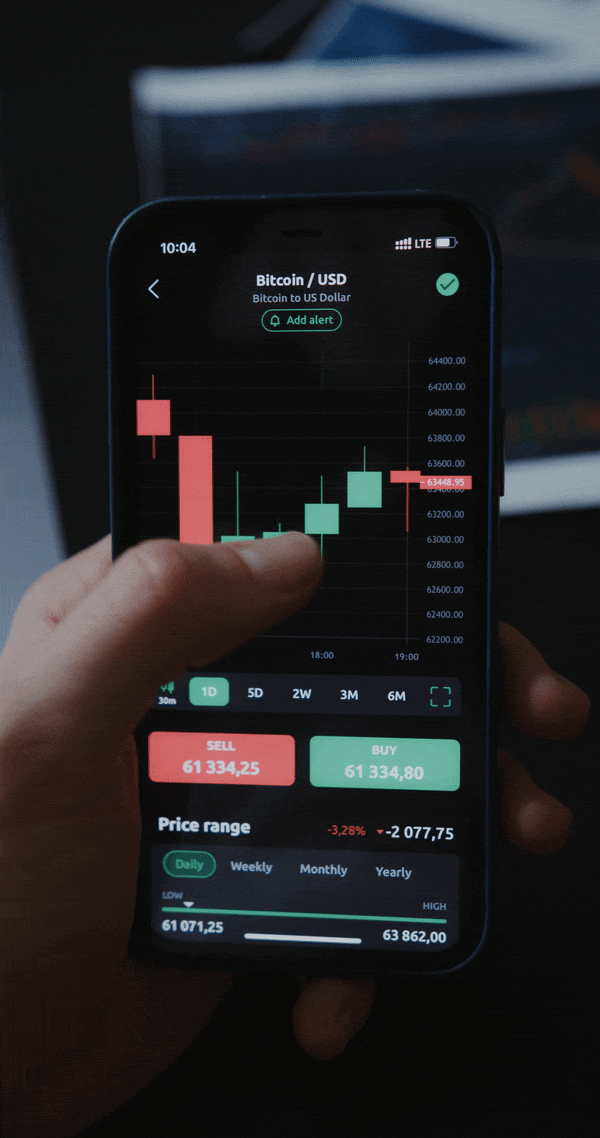 10:04
LTE
Bitcoin / USD
Bitcoin to US Dollar
Add alert
64400.00
64200.00
64000.00
63800.00
63600.00
63448.95
63400.00
63200.00
63000.00
62800.00
62600.00
62400.00
62200.00
18:00 19:00
30m 1D 5D 2W 3M 6M
SELL BUY
61 334,25 61 334,80
Price range -3,28% -2 077,75
Daily Weekly Monthly Yearly
LOW HIGH
61 071,25 63 862,00